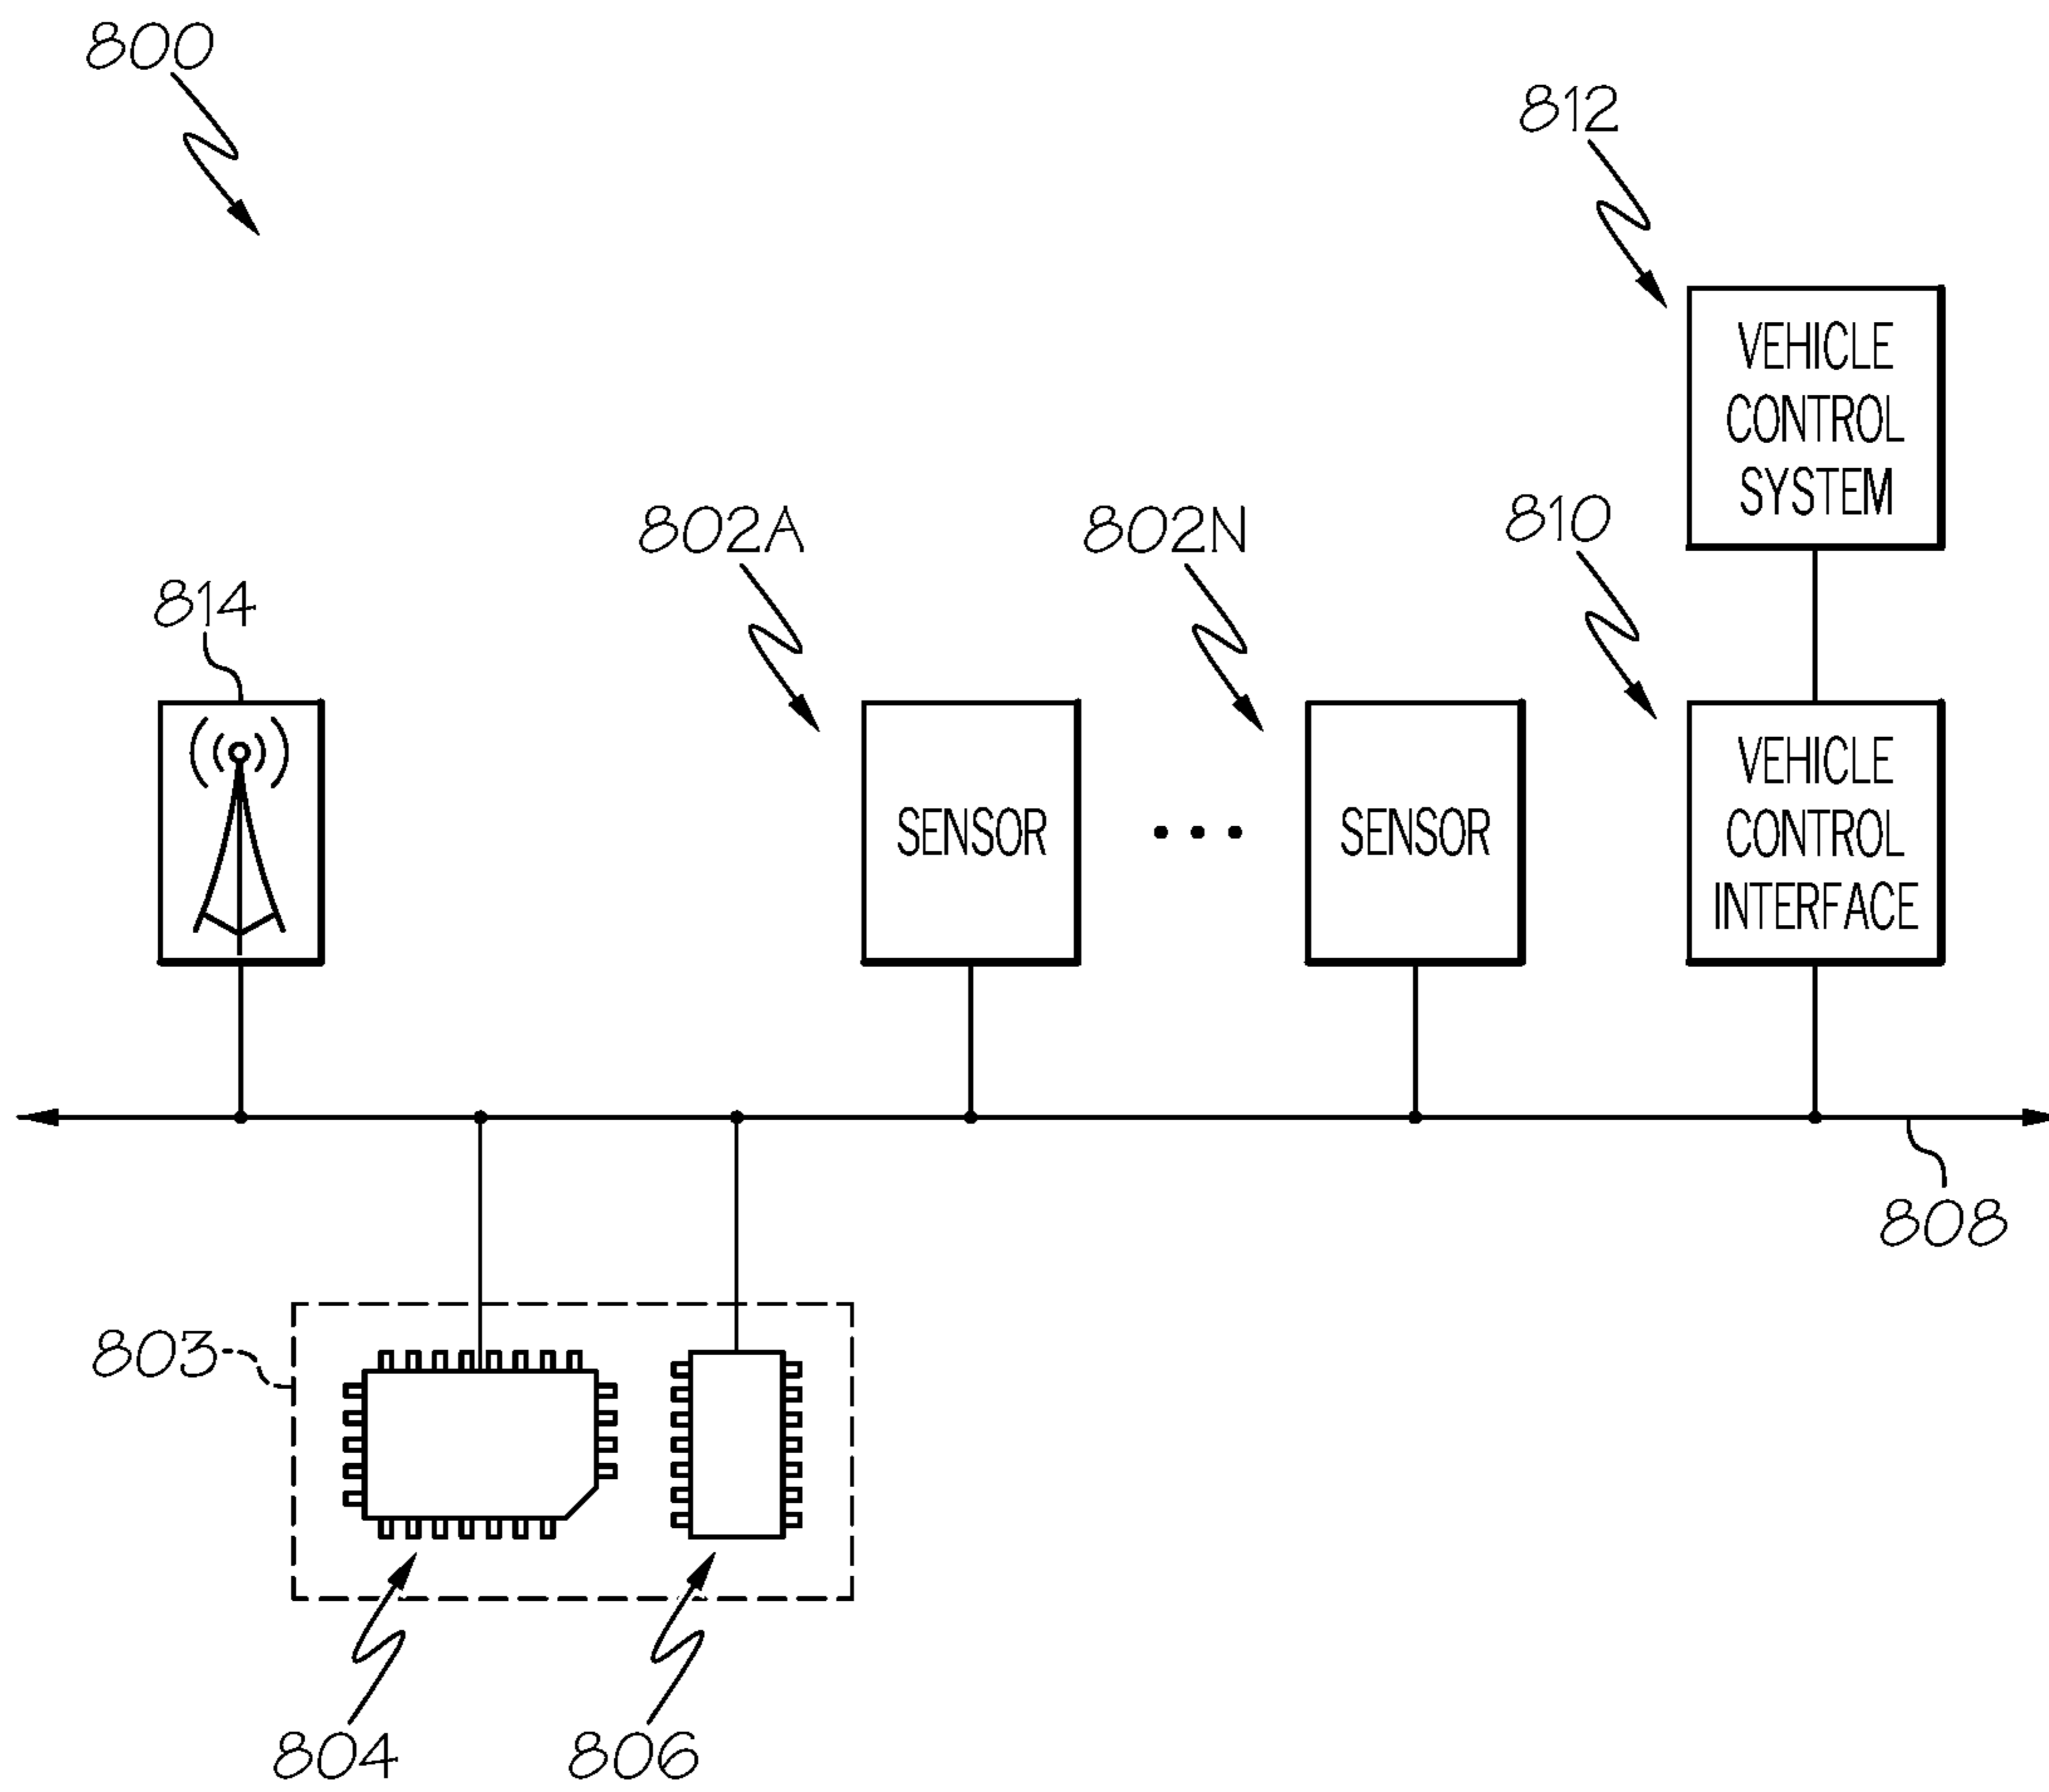 800
812
VEHICLE
CONTROL
SYSTEM
802A
802N
810
814
SENSOR
SENSOR
VEHICLE
CONTROL
INTERFACE
808
803
804
806